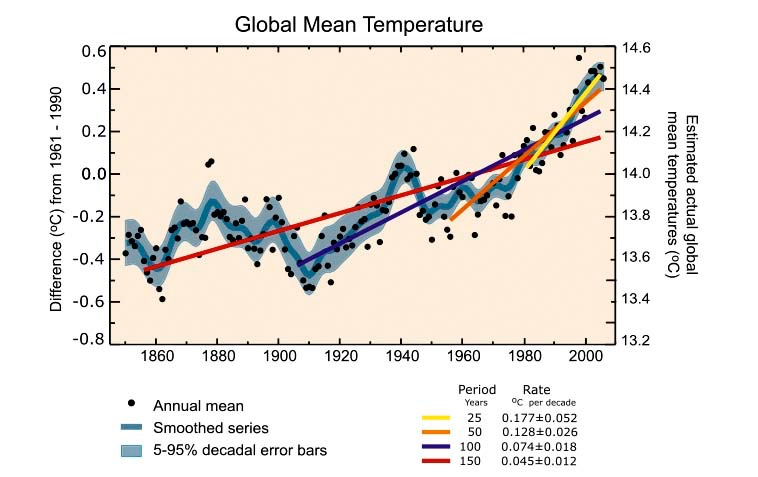 Global Mean Temperature
Difference (ºC) from 1961 - 1990
0.6
0.4
0.2
0.0
-0.2
-0.4
-0.6
-0.8
14.6
14.4
14.2
14.0
13.8
13.6
13.4
13.2
Estimated actual global
mean temperatures (ºC)
1860 1880 1900 1920 1940 1960 1980 2000
Annual mean
Smoothed series
5-95% decadal error bars
Period Rate
Years ºC per decade
25 0.177±0.052
50 0.128±0.026
100 0.074±0.018
150 0.045±0.012